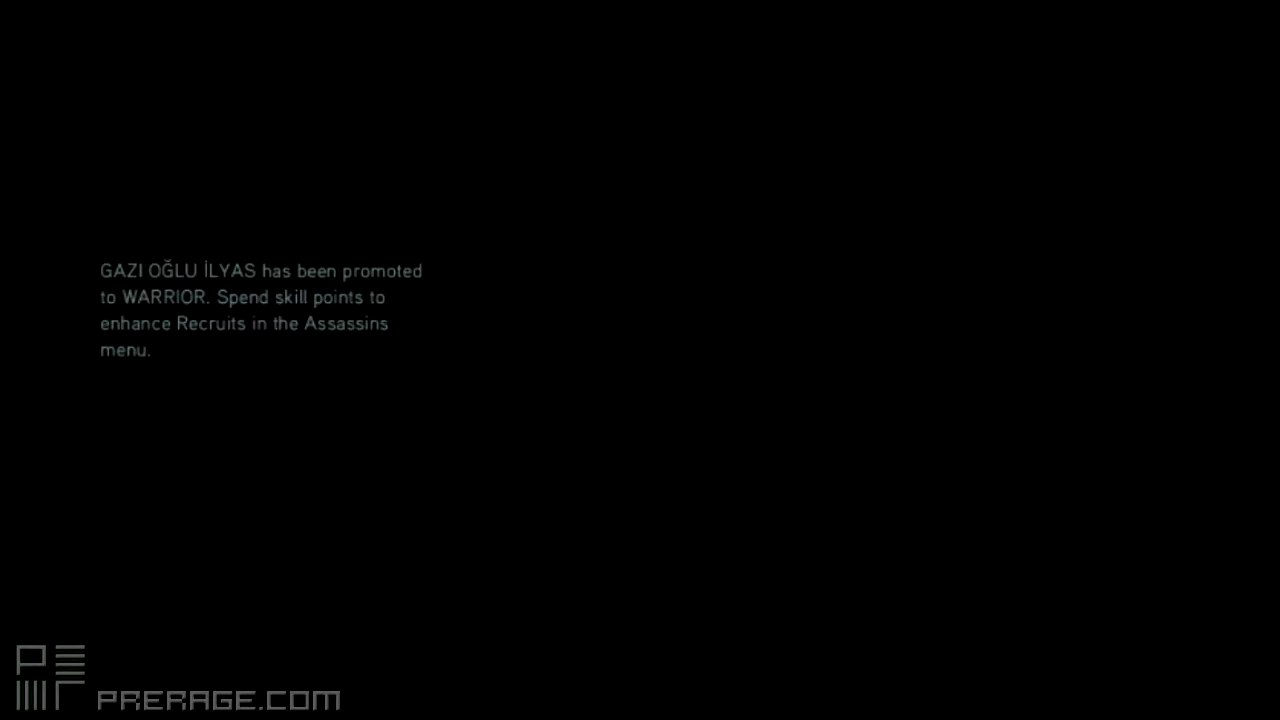 GAZI OĞLU İLYAS has been promoted
to WARRIOR. Spend skill points to
enhance Recruits in the Assassins
menu.
PRERAGE.COM